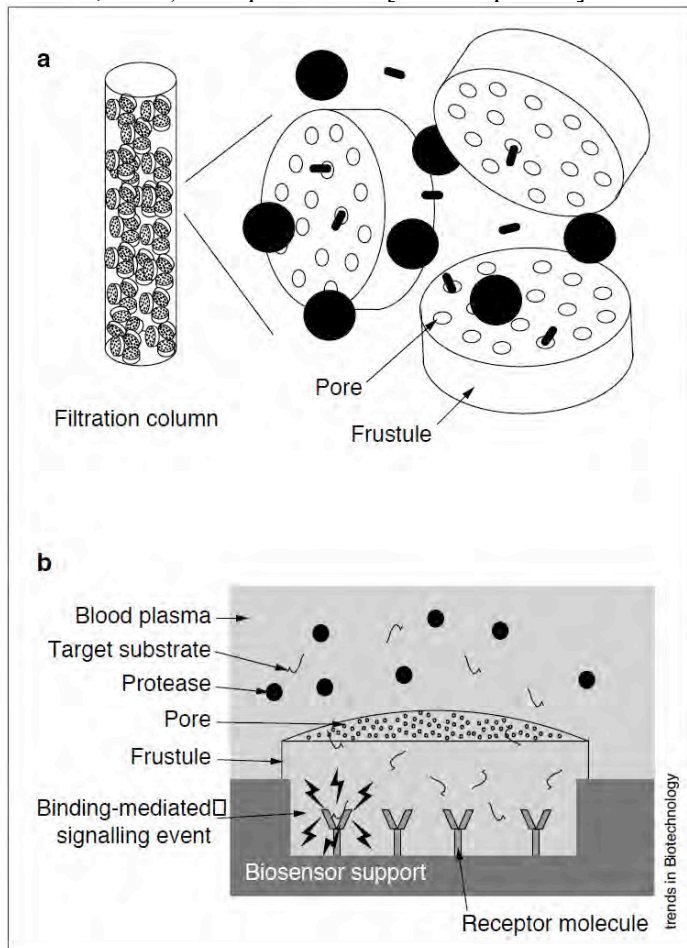 a
Filtration column
Pore
Frustule
b
Blood plasma
Target substrate
Protease
Pore
Frustule
Binding-mediated□
signalling event
Biosensor support
Receptor molecule
trends in Biotechnology